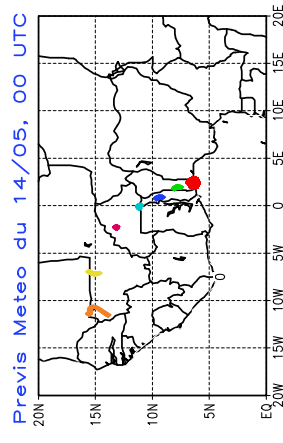 Previs Meteo du 14/05, 00 UTC
20E
15E
10E
5E
0
5W
10W
15W
20W
20N
15N
10N
5N
EQ
0